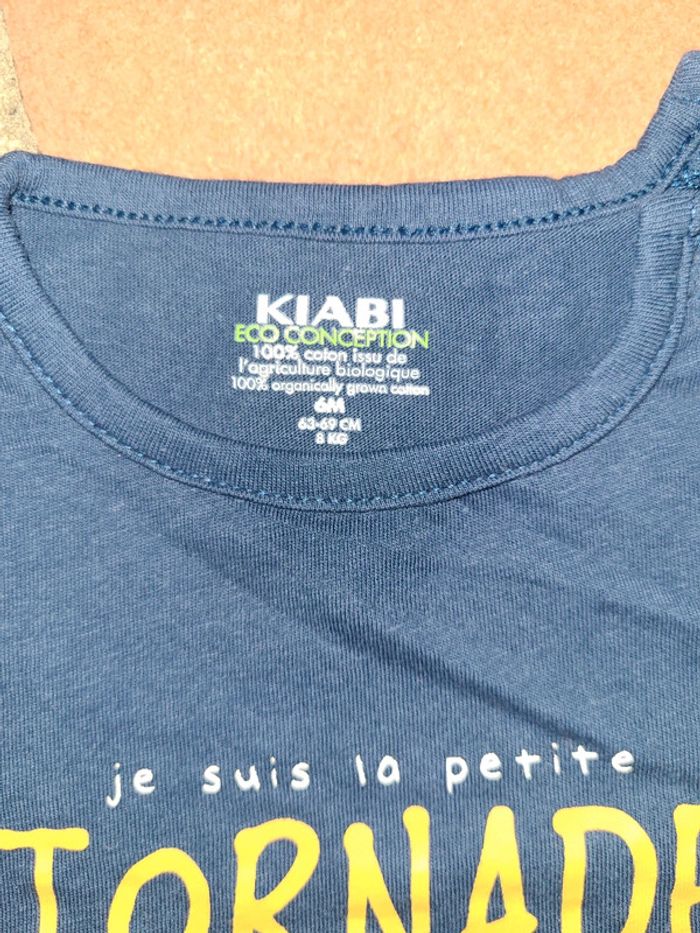 KIABI
ECO CONCEPTION
100% coton issu de
l'agriculture biologique
100% organically grown cotton
6M
63-69 CM
8 KG
je suis la petite
TORNADE